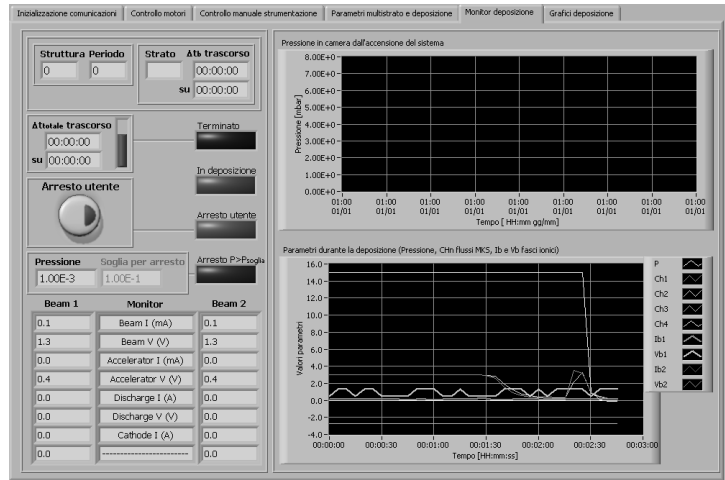 Inizializzazione comunicazioni Controllo motori Controllo manuale strumentazione Parametri multistrato e deposizione Monitor deposizione Grafici deposizione
Struttura Periodo Strato Δtb trascorso
0 0 00:00:00
su 00:00:00
Δttotale trascorso
00:00:00
su 00:00:00
Terminato
In deposizione
Arresto utente
Arresto utente
Arresto P>Psoglia
Pressione Soglia per arresto
1.00E-3 1.00E-1
Beam 1 Monitor Beam 2
0.1 Beam I (mA) 0.1
1.3 Beam V (V) 1.3
0.0 Accelerator I (mA) 0.0
0.4 Accelerator V (V) 0.4
0.0 Discharge I (A) 0.0
0.0 Discharge V (V) 0.0
0.0 Cathode I (A) 0.0
0.0 ------------------------ 0.0
Pressione in camera dall'accensione del sistema
Pressione [mbar]
8.00E+0
7.00E+0
6.00E+0
5.00E+0
4.00E+0
3.00E+0
2.00E+0
1.00E+0
0.00E+0
01:00 01:00 01:00 01:00 01:00 01:00 01:00 01:00 01:00 01:00 01:00
01/01 01/01 01/01 01/01 01/01 01/01 01/01 01/01 01/01 01/01 01/01
Tempo [ HH:mm gg/mm]
Parametri durante la deposizione (Pressione, CHn flussi MKS, Ib e Vb fasci ionici)
Valori parametri
16.0
14.0
12.0
10.0
8.0
6.0
4.0
2.0
0.0
-2.0
-4.0
00:00:00 00:00:30 00:01:00 00:01:30 00:02:00 00:02:30 00:03:00
Tempo [HH:mm:ss]
P
Ch1
Ch2
Ch3
Ch4
Ib1
Vb1
Ib2
Vb2